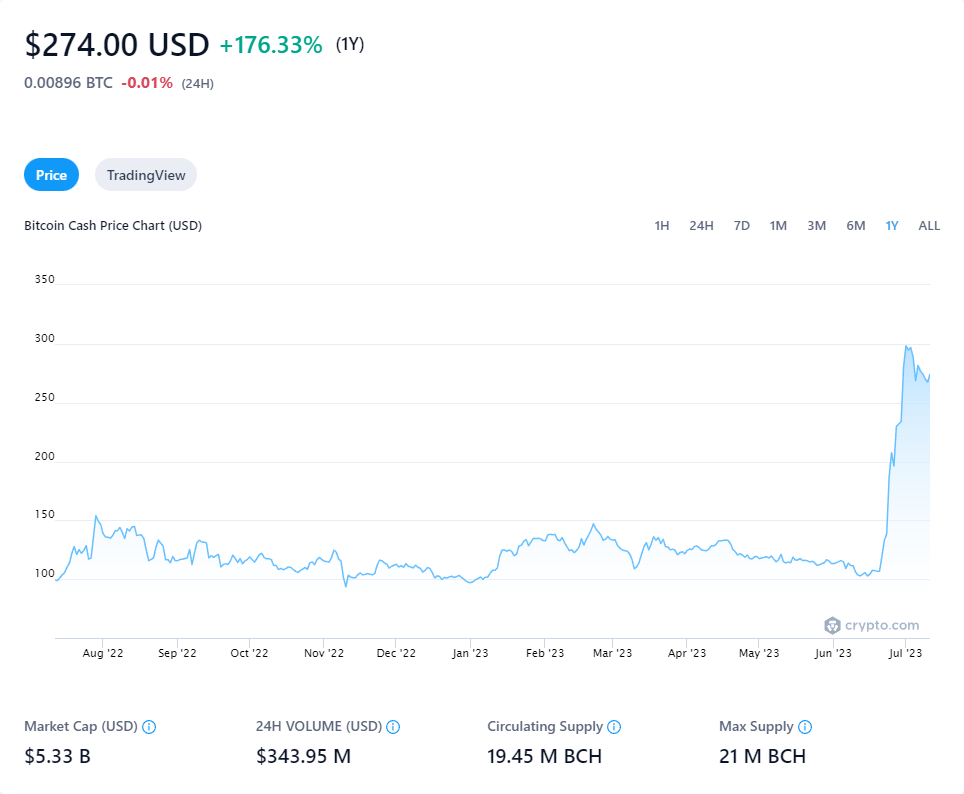 $274.00 USD +176.33% (1Y)
0.00896 BTC -0.01% (24H)
Price TradingView
Bitcoin Cash Price Chart (USD) 1H 24H 7D 1M 3M 6M 1Y ALL
350
300
250
200
150
100
crypto.com
Aug '22 Sep '22 Oct '22 Nov '22 Dec '22 Jan '23 Feb '23 Mar '23 Apr '23 May '23 Jun '23 Jul '23
Market Cap (USD) 24H VOLUME (USD) Circulating Supply Max Supply
$5.33 B $343.95 M 19.45 M BCH 21 M BCH